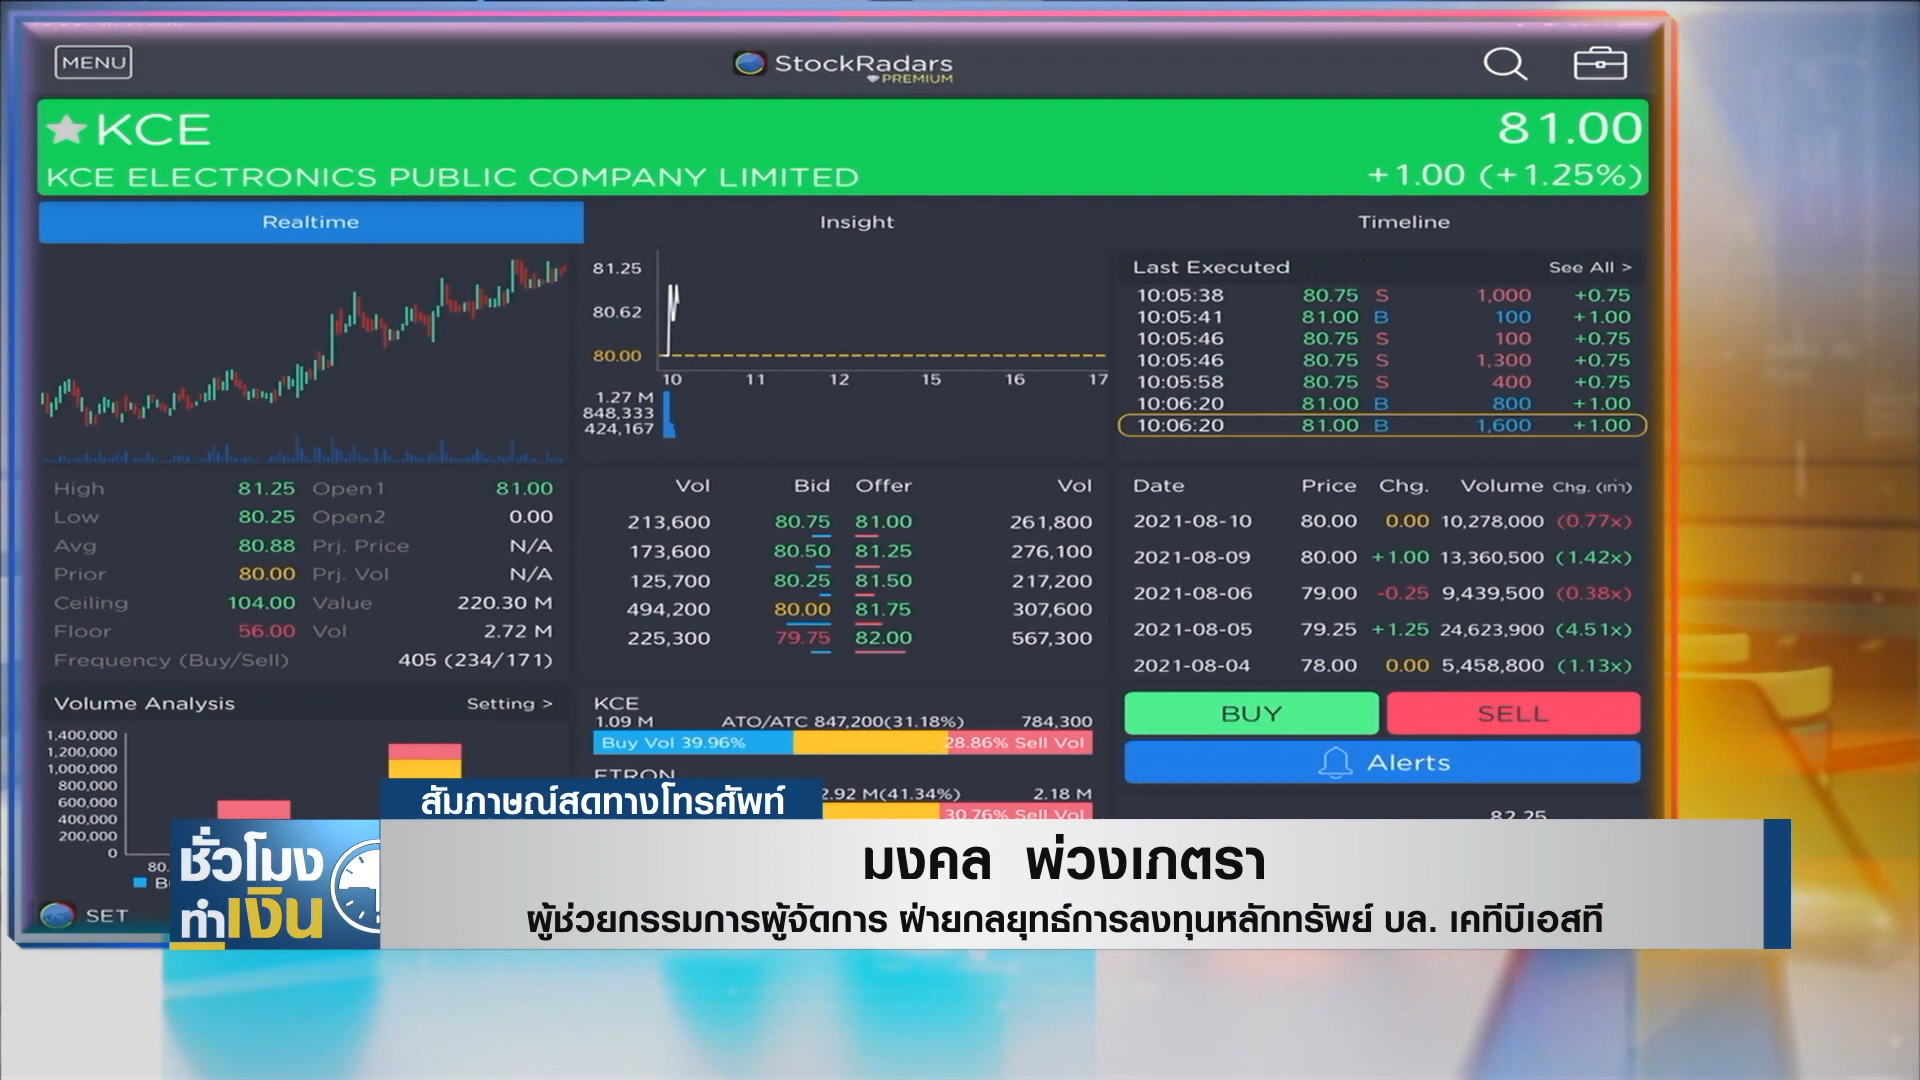 MENU
StockRadars
PREMIUM
KCE
81.00
KCE ELECTRONICS PUBLIC COMPANY LIMITED
+1.00 (+1.25%)
Realtime
Insight
Timeline
81.25
80.62
80.00
10 11 12 15 16 17
1.27 M
848,333
424,167
Last Executed See All >
10:05:38 80.75 S 1,000 +0.75
10:05:41 81.00 B 100 +1.00
10:05:46 80.75 S 100 +0.75
10:05:46 80.75 S 1,300 +0.75
10:05:58 80.75 S 400 +0.75
10:06:20 81.00 B 800 +1.00
10:06:20 81.00 B 1,600 +1.00
High 81.25 Open1 81.00
Low 80.25 Open2 0.00
Avg 80.88 Prj. Price N/A
Prior 80.00 Prj. Vol N/A
Ceiling 104.00 Value 220.30 M
Floor 56.00 Vol 2.72 M
Frequency (Buy/Sell) 405 (234/171)
Vol Bid Offer Vol
213,600 80.75 81.00 261,800
173,600 80.50 81.25 276,100
125,700 80.25 81.50 217,200
494,200 80.00 81.75 307,600
225,300 79.75 82.00 567,300
Date Price Chg. Volume Chg. (เท่า)
2021-08-10 80.00 0.00 10,278,000 (0.77x)
2021-08-09 80.00 +1.00 13,360,500 (1.42x)
2021-08-06 79.00 -0.25 9,439,500 (0.38x)
2021-08-05 79.25 +1.25 24,623,900 (4.51x)
2021-08-04 78.00 0.00 5,458,800 (1.13x)
Volume Analysis Setting >
1,400,000
1,200,000
1,000,000
800,000
600,000
400,000
200,000
0
80.
KCE
1.09 M ATO/ATC 847,200(31.18%) 784,300
Buy Vol 39.96% 28.86% Sell Vol
ETRON
2.92 M(41.34%) 2.18 M
30.76% Sell Vol
BUY
SELL
Alerts
82.25
SET
สัมภาษณ์สดทางโทรศัพท์
ชั่วโมง
ทำเงิน
มงคล พ่วงเภตรา
ผู้ช่วยกรรมการผู้จัดการ ฝ่ายกลยุทธ์การลงทุนหลักทรัพย์ บล. เคทีบีเอสที